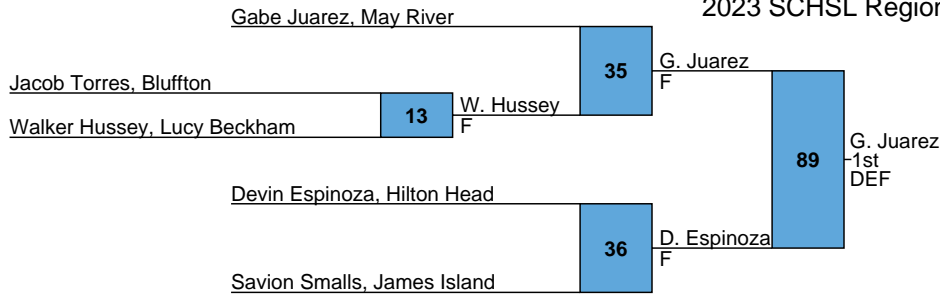 2023 SCHSL Region
Gabe Juarez, May River
35
G. Juarez
F
Jacob Torres, Bluffton
13
W. Hussey
F
Walker Hussey, Lucy Beckham
89
G. Juarez
1st
DEF
Devin Espinoza, Hilton Head
36
D. Espinoza
F
Savion Smalls, James Island